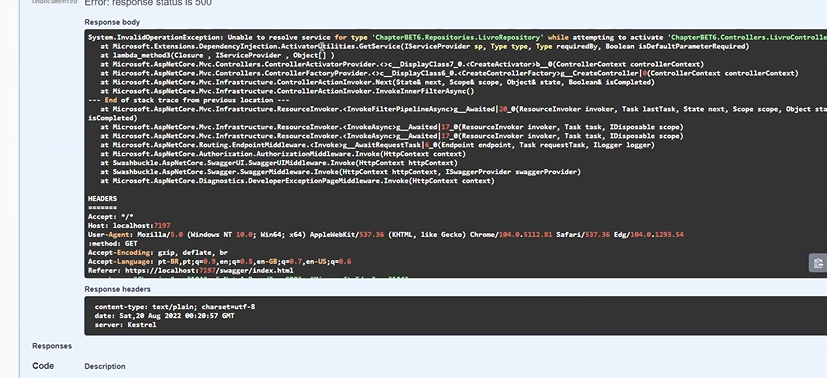 Undocumented Error: response status is 500
Response body
System.InvalidOperationException: Unable to resolve service for type 'ChapterBET6.Repositories.LivroRepository' while attempting to activate 'ChapterBET6.Controllers.LivroControlle
at Microsoft.Extensions.DependencyInjection.ActivatorUtilities.GetService(IServiceProvider sp, Type type, Type requiredBy, Boolean isDefaultParameterRequired)
at lambda_method3(Closure , IServiceProvider , Object[] )
at Microsoft.AspNetCore.Mvc.Controllers.ControllerActivatorProvider.<>c__DisplayClass7_0.<CreateActivator>b__0(ControllerContext controllerContext)
at Microsoft.AspNetCore.Mvc.Controllers.ControllerFactoryProvider.<>c__DisplayClass6_0.<CreateControllerFactory>g__CreateController|0(ControllerContext controllerContext)
at Microsoft.AspNetCore.Mvc.Infrastructure.ControllerActionInvoker.Next(State& next, Scope& scope, Object& state, Boolean& isCompleted)
at Microsoft.AspNetCore.Mvc.Infrastructure.ControllerActionInvoker.InvokeInnerFilterAsync()
--- End of stack trace from previous location ---
at Microsoft.AspNetCore.Mvc.Infrastructure.ResourceInvoker.<InvokeFilterPipelineAsync>g__Awaited|20_0(ResourceInvoker invoker, Task lastTask, State next, Scope scope, Object sta
isCompleted)
at Microsoft.AspNetCore.Mvc.Infrastructure.ResourceInvoker.<InvokeAsync>g__Awaited|17_0(ResourceInvoker invoker, Task task, IDisposable scope)
at Microsoft.AspNetCore.Mvc.Infrastructure.ResourceInvoker.<InvokeAsync>g__Awaited|17_0(ResourceInvoker invoker, Task task, IDisposable scope)
at Microsoft.AspNetCore.Routing.EndpointMiddleware.<Invoke>g__AwaitRequestTask|6_0(Endpoint endpoint, Task requestTask, ILogger logger)
at Microsoft.AspNetCore.Authorization.AuthorizationMiddleware.Invoke(HttpContext context)
at Swashbuckle.AspNetCore.SwaggerUI.SwaggerUIMiddleware.Invoke(HttpContext httpContext)
at Swashbuckle.AspNetCore.Swagger.SwaggerMiddleware.Invoke(HttpContext httpContext, ISwaggerProvider swaggerProvider)
at Microsoft.AspNetCore.Diagnostics.DeveloperExceptionPageMiddleware.Invoke(HttpContext context)
HEADERS
=======
Accept: */*
Host: localhost:7197
User-Agent: Mozilla/5.0 (Windows NT 10.0; Win64; x64) AppleWebKit/537.36 (KHTML, like Gecko) Chrome/104.0.5112.81 Safari/537.36 Edg/104.0.1293.54
:method: GET
Accept-Encoding: gzip, deflate, br
Accept-Language: pt-BR,pt;q=0.9,en;q=0.8,en-GB;q=0.7,en-US;q=0.6
Referer: https://localhost:7197/swagger/index.html
Response headers
content-type: text/plain; charset=utf-8
date: Sat,20 Aug 2022 00:20:57 GMT
server: Kestrel
Responses
Code Description